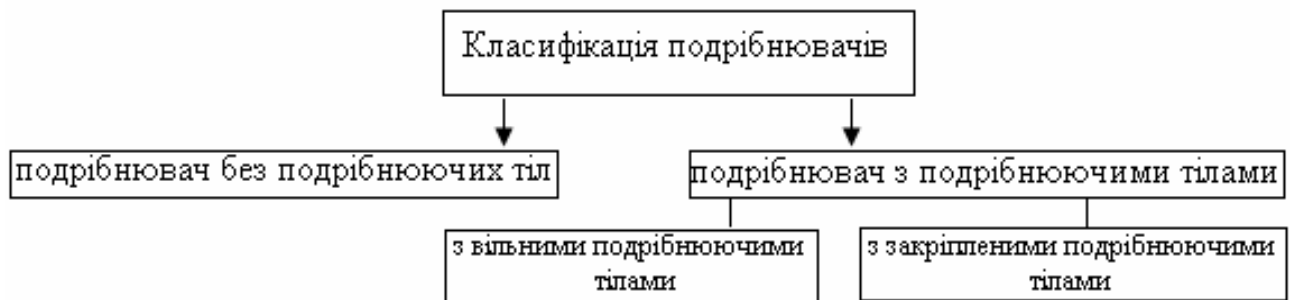 Класифікація подрібнювачів
подрібнювач без подрібнюючих тіл
подрібнювач з подрібнюючими тілами
з вільними подрібнюючими
тілами
з закріпленими подрібнюючими
тілами